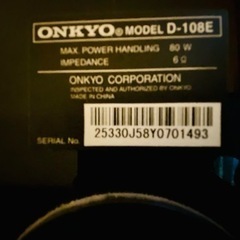 ONKYO® MODEL D-108E
MAX. POWER HANDLING 80 W
IMPEDANCE 6 Ω
ONKYO CORPORATION
INSPECTED AND AUTHORIZED BY ONKYO
MADE IN CHINA
SERIAL No. 25330J58Y0701493